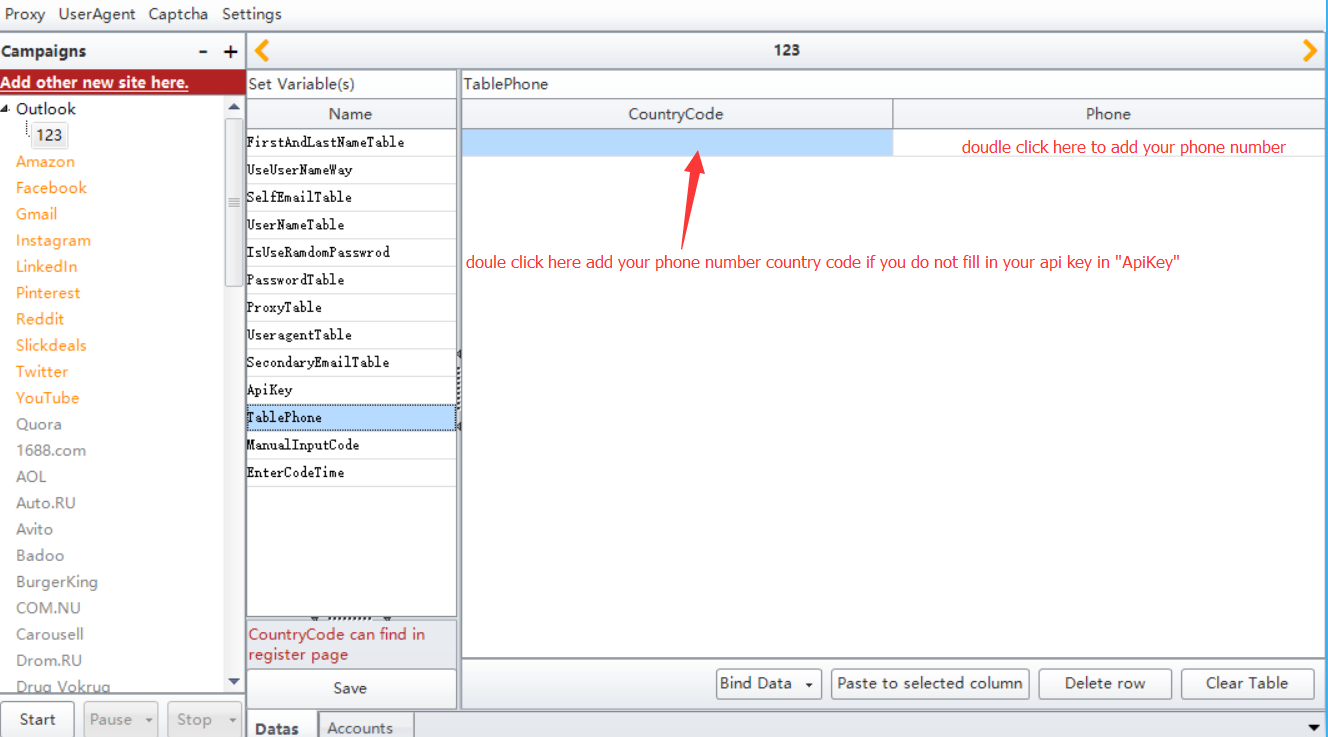 Proxy UserAgent Captcha Settings
Campaigns - +
123
Add other new site here.
Outlook
123
Amazon
Facebook
Gmail
Instagram
LinkedIn
Pinterest
Reddit
Slickdeals
Twitter
YouTube
Quora
1688.com
AOL
Auto.RU
Avito
Badoo
BurgerKing
COM.NU
Carousell
Drom.RU
Drug Vokrug
Start Pause Stop
Set Variable(s)
Name
FirstAndLastNameTable
UseUserNameWay
SelfEmailTable
UserNameTable
IsUseRamdomPasswrod
PasswordTable
ProxyTable
UseragentTable
SecondaryEmailTable
ApiKey
TablePhone
ManualInputCode
EnterCodeTime
CountryCode can find in
register page
Save
Datas Accounts
TablePhone
CountryCode Phone
doudle click here to add your phone number
doule click here add your phone number country code if you do not fill in your api key in "ApiKey"
Bind Data Paste to selected column Delete row Clear Table